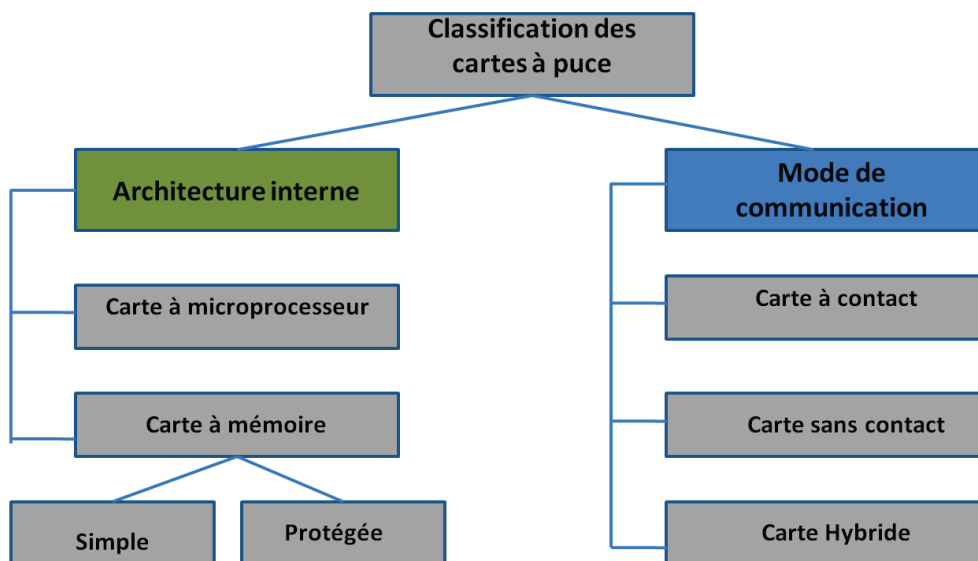 Classification des
cartes à puce
Architecture interne
Carte à microprocesseur
Carte à mémoire
Simple
Protégée
Mode de
communication
Carte à contact
Carte sans contact
Carte Hybride